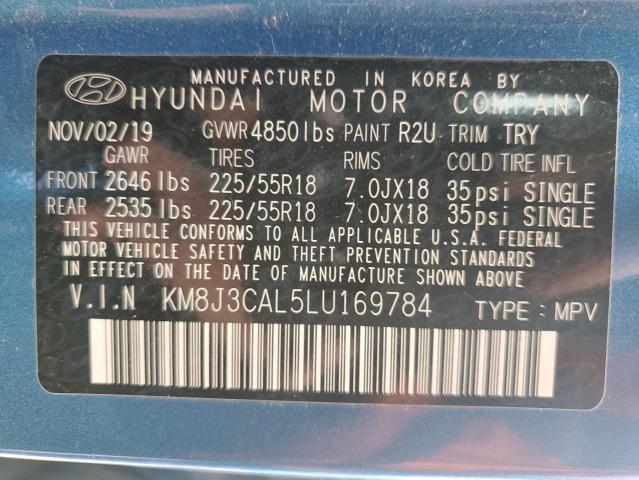 MANUFACTURED IN KOREA BY
HYUNDAI MOTOR COMPANY
NOV/02/19 GVWR 4850lbs PAINT R2U TRIM TRY
GAWR TIRES RIMS COLD TIRE INFL
FRONT 2646 lbs 225/55R18 7.0JX18 35psi SINGLE
REAR 2535 lbs 225/55R18 7.0JX18 35psi SINGLE
THIS VEHICLE CONFORMS TO ALL APPLICABLE U.S.A. FEDERAL
MOTOR VEHICLE SAFETY AND THEFT PREVENTION STANDARDS
IN EFFECT ON THE DATE OF MANUFACTURE SHOWN ABOVE.
V.I.N KM8J3CAL5LU169784 TYPE: MPV